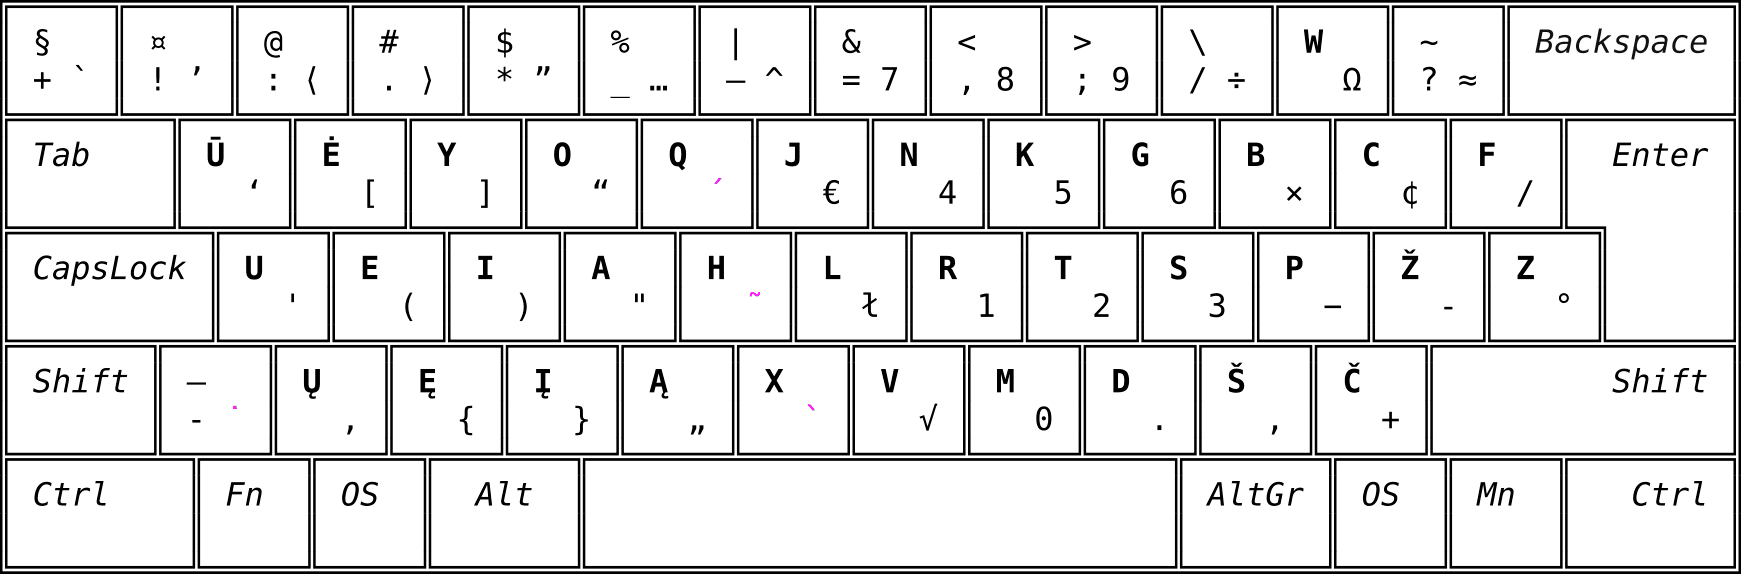 § ¤ @ # $ % | & < > \ W ~ Backspace
+ ` ! ’ : ⟨ . ⟩ * ” _ … — ^ = 7 , 8 ; 9 / ÷ Ω ? ≈
Tab Ū Ė Y O Q J N K G B C F Enter
‘ [ ] “ ´ € 4 5 6 × ¢ /
CapsLock U E I A H L R T S P Ž Z
' ( ) " ˜ ł 1 2 3 – - °
Shift – Ų Ę Į Ą X V M D Š Č Shift
- ˙ , { } „ ` √ 0 . , +
Ctrl Fn OS Alt AltGr OS Mn Ctrl